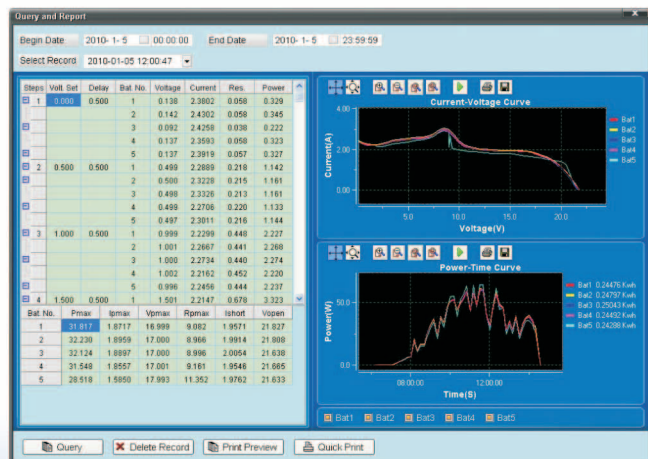 Query and Report
Begin Date 2010- 1- 5 00:00:00 End Date 2010- 1- 5 23:59:59
Select Record 2010-01-05 12:00:47
Steps Volt. Set Delay Bat. No. Voltage Current Res. Power
1 0.000 0.500 1 0.138 2.3802 0.058 0.329
2 0.142 2.4302 0.058 0.345
3 0.092 2.4258 0.038 0.222
4 0.137 2.3593 0.058 0.323
5 0.137 2.3919 0.057 0.327
2 0.500 0.500 1 0.499 2.2889 0.218 1.142
2 0.500 2.3228 0.215 1.161
3 0.498 2.3326 0.213 1.161
4 0.499 2.2706 0.220 1.133
5 0.497 2.3011 0.216 1.144
3 1.000 0.500 1 0.999 2.2299 0.448 2.227
2 1.001 2.2667 0.441 2.268
3 1.000 2.2734 0.440 2.274
4 1.002 2.2162 0.452 2.220
5 0.996 2.2456 0.444 2.237
4 1.500 0.500 1 1.501 2.2147 0.678 3.323
Bat. No. Pmax Ipmax Vpmax Rpmax Ishort Vopen
1 31.817 1.8717 16.999 9.082 1.9571 21.827
2 32.230 1.8959 17.000 8.966 1.9914 21.808
3 32.124 1.8897 17.000 8.996 2.0054 21.638
4 31.548 1.8557 17.001 9.161 1.9546 21.665
5 28.518 1.5850 17.993 11.352 1.9762 21.633
Current-Voltage Curve
Current(A)
4.00
2.00
0.00
5.0 10.0 15.0 20.0
Voltage(V)
Bat1
Bat2
Bat3
Bat4
Bat5
Power-Time Curve
Power(W)
50.0
0.0
08:00:00 12:00:00
Time(S)
Bat1 0.24476 Kwh
Bat2 0.24797 Kwh
Bat3 0.25043 Kwh
Bat4 0.24492 Kwh
Bat5 0.24288 Kwh
Bat1 Bat2 Bat3 Bat4 Bat5
Query Delete Record Print Preview Quick Print